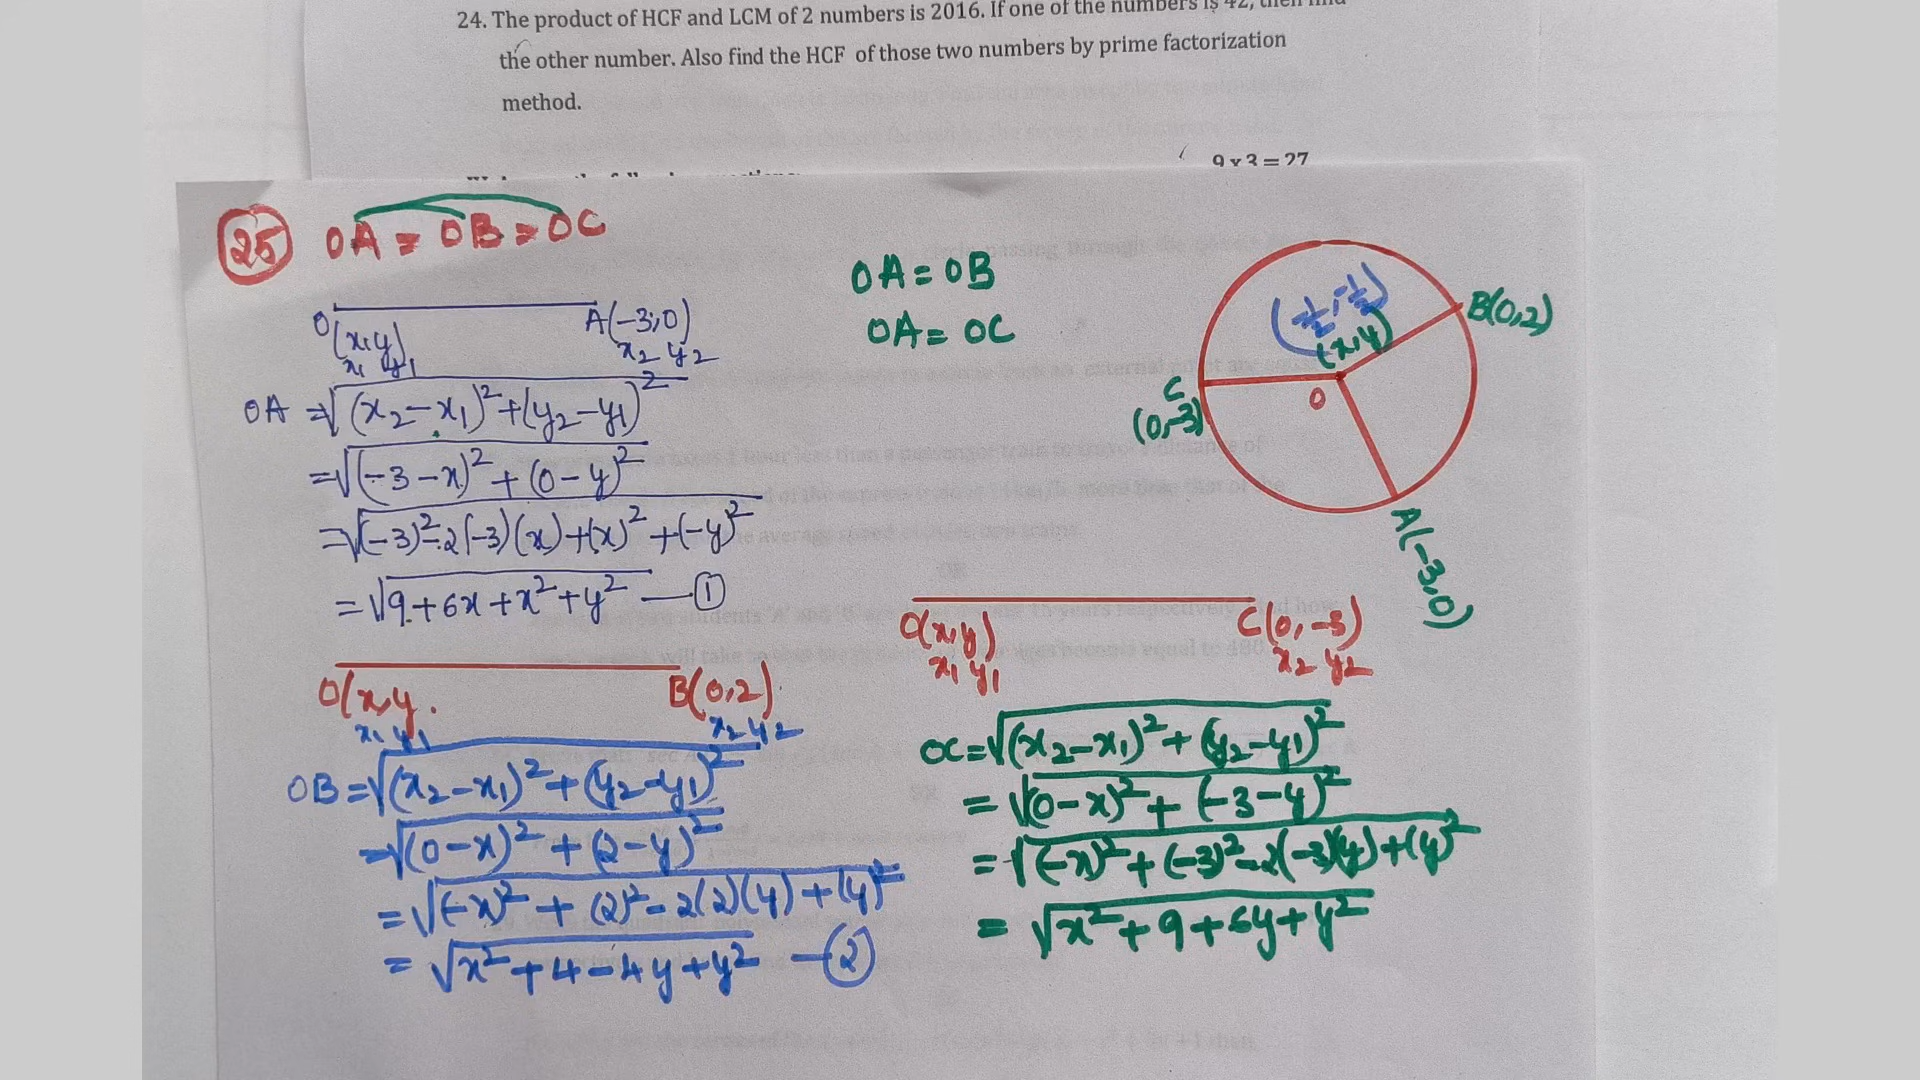 24. The product of HCF and LCM of 2 numbers is 2016. If one of the numbers is 42, then find
the other number. Also find the HCF of those two numbers by prime factorization
method.
9 x 3 = 27
25 OA = OB = OC
OA = OB
OA = OC
O(x,y) A(-3,0)
x₁ y₁ x₂ y₂
OA = √(x₂-x₁)²+(y₂-y₁)²
= √(-3-x)²+(0-y)²
= √(-3)²-2(-3)(x)+(x)²+(-y)²
= √9+6x+x²+y² —①
O(x,y. B(0,2)
x₁ y₁ x₂ y₂
OB = √(x₂-x₁)²+(y₂-y₁)²
= √(0-x)²+(2-y)²
= √(-x)²+(2)²-2(2)(y)+(y)²
= √x²+4-4y+y² —②
(-1/2,-1/2)
(x,y)
B(0,2)
C
(0,-3)
O
A(-3,0)
O(x,y) C(0,-3)
x₁ y₁ x₂ y₂
OC = √(x₂-x₁)²+(y₂-y₁)²
= √(0-x)²+(-3-y)²
= √(-x)²+(-3)²-2(-3)(y)+(y)²
= √x²+9+6y+y²